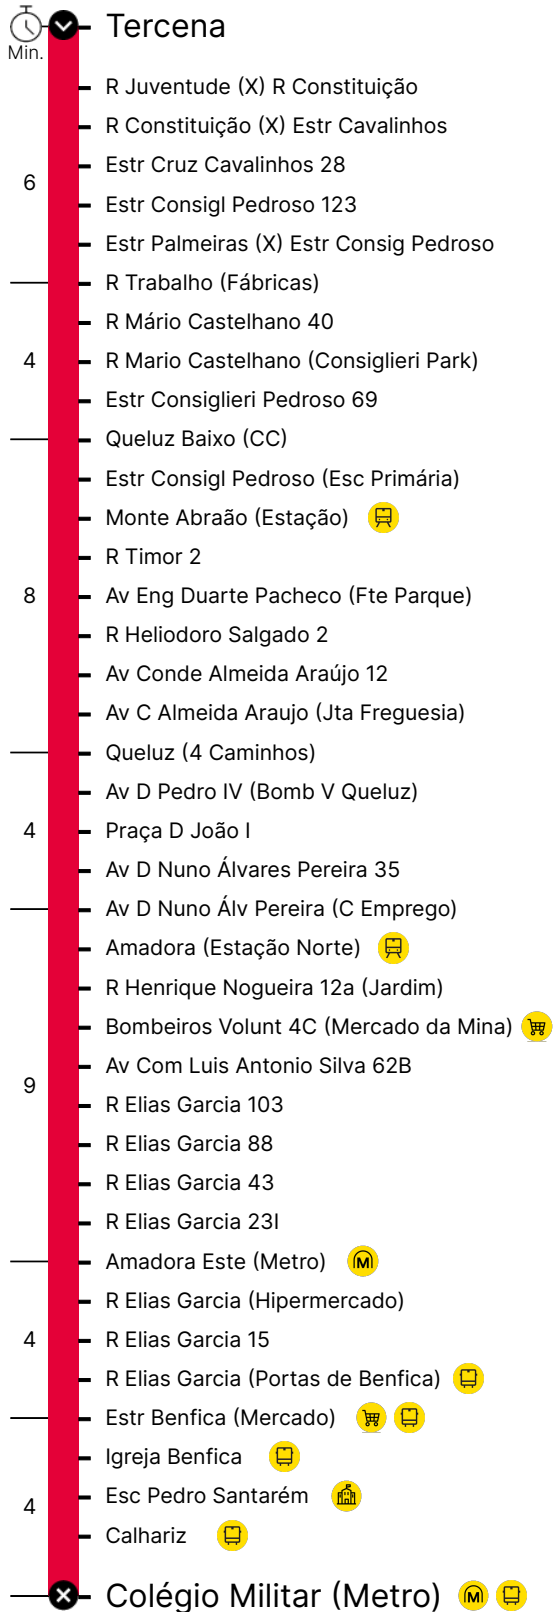 Tercena
Min.
R Juventude (X) R Constituição
R Constituição (X) Estr Cavalinhos
Estr Cruz Cavalinhos 28
6
Estr Consigl Pedroso 123
Estr Palmeiras (X) Estr Consig Pedroso
R Trabalho (Fábricas)
R Mário Castelhano 40
4
R Mario Castelhano (Consiglieri Park)
Estr Consiglieri Pedroso 69
Queluz Baixo (CC)
Estr Consigl Pedroso (Esc Primária)
Monte Abraão (Estação)
R Timor 2
8
Av Eng Duarte Pacheco (Fte Parque)
R Heliodoro Salgado 2
Av Conde Almeida Araújo 12
Av C Almeida Araujo (Jta Freguesia)
Queluz (4 Caminhos)
Av D Pedro IV (Bomb V Queluz)
4
Praça D João I
Av D Nuno Álvares Pereira 35
Av D Nuno Álv Pereira (C Emprego)
Amadora (Estação Norte)
R Henrique Nogueira 12a (Jardim)
Bombeiros Volunt 4C (Mercado da Mina)
Av Com Luis Antonio Silva 62B
9
R Elias Garcia 103
R Elias Garcia 88
R Elias Garcia 43
R Elias Garcia 23I
Amadora Este (Metro) M
R Elias Garcia (Hipermercado)
4
R Elias Garcia 15
R Elias Garcia (Portas de Benfica)
Estr Benfica (Mercado)
Igreja Benfica
Esc Pedro Santarém
4
Calhariz
Colégio Militar (Metro) M